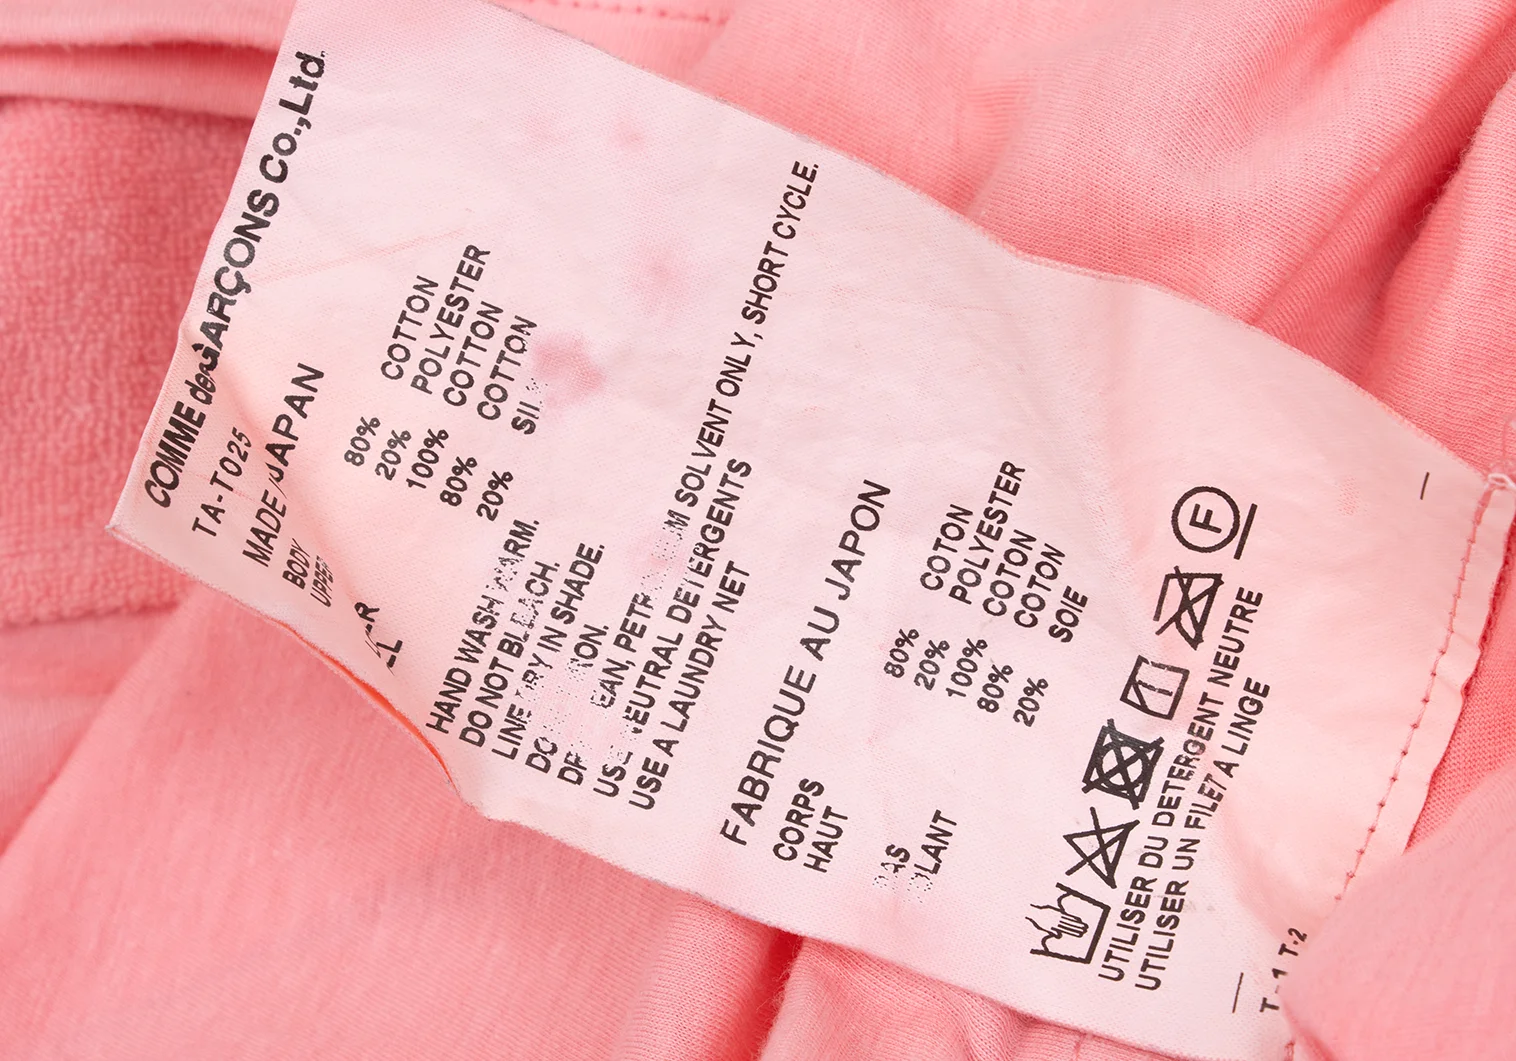 COMME des GARÇONS Co.,Ltd.
TA-T025
MADE JAPAN
BODY 80% COTTON
20% POLYESTER
UPPER 100% COTTON
80% COTTON
20%
HAND WASH WARM.
DO NOT BLEACH.
LINE DRY IN SHADE.
SOLVENT ONLY, SHORT CYCLE.
USE NEUTRAL DETERGENTS
USE A LAUNDRY NET
FABRIQUE AU JAPON
CORPS 80% COTON
20% POLYESTER
HAUT 100% COTON
80% COTON
20% SOIE
F
UTILISER DU DETERGENT NEUTRE
UTILISER UN FILET A LINGE
T-2